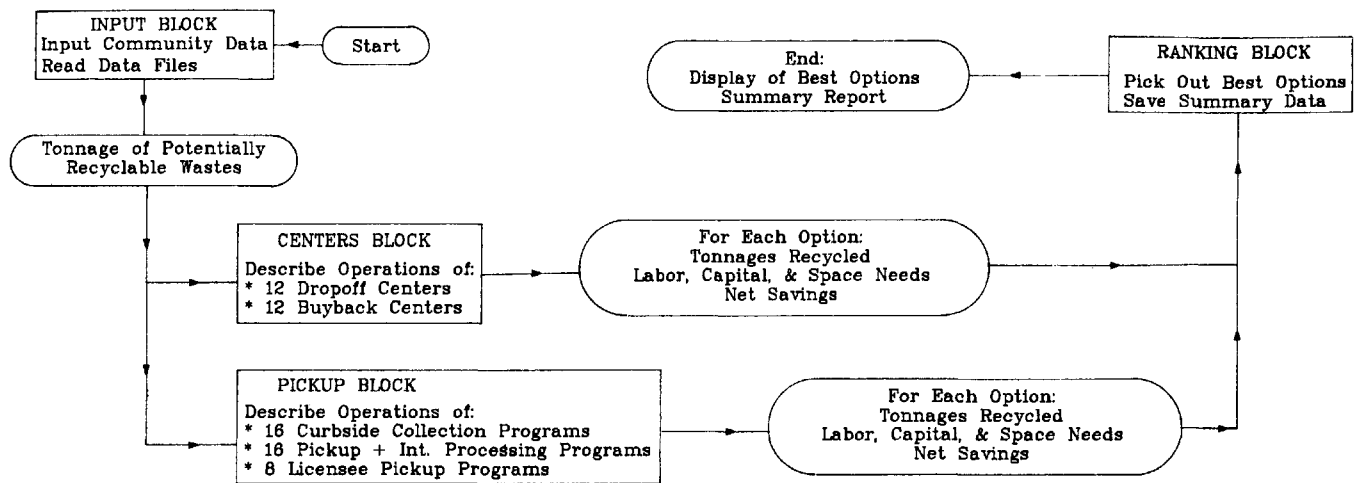 INPUT BLOCK
Input Community Data
Read Data Files
Start
Tonnage of Potentially
Recyclable Wastes
CENTERS BLOCK
Describe Operations of:
* 12 Dropoff Centers
* 12 Buyback Centers
For Each Option:
Tonnages Recycled
Labor, Capital, & Space Needs
Net Savings
PICKUP BLOCK
Describe Operations of:
* 16 Curbside Collection Programs
* 16 Pickup + Int. Processing Programs
* 8 Licensee Pickup Programs
For Each Option:
Tonnages Recycled
Labor, Capital, & Space Needs
Net Savings
RANKING BLOCK
Pick Out Best Options
Save Summary Data
End:
Display of Best Options
Summary Report